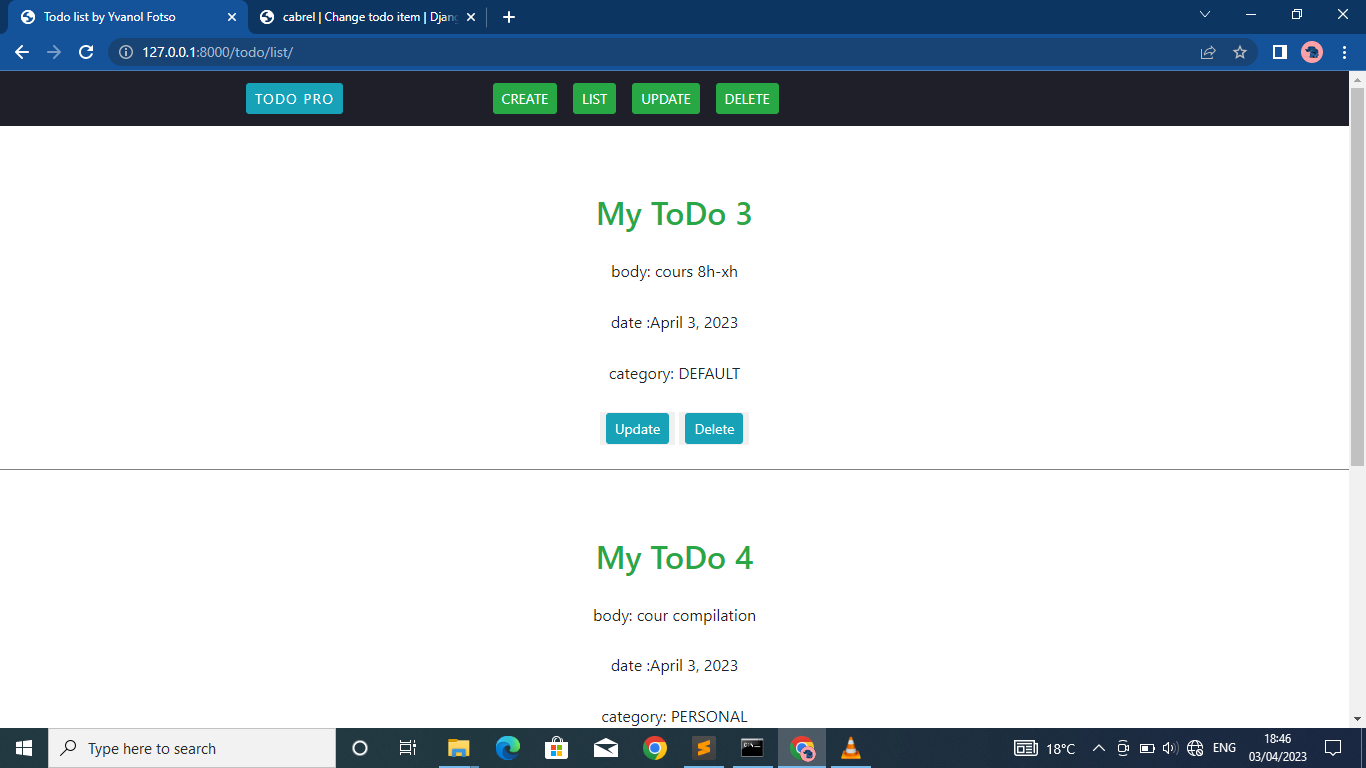 Todo list by Yvanol Fotso
cabrel | Change todo item | Djang
127.0.0.1:8000/todo/list/
TODO PRO CREATE LIST UPDATE DELETE
My ToDo 3
body: cours 8h-xh
date :April 3, 2023
category: DEFAULT
Update Delete
My ToDo 4
body: cour compilation
date :April 3, 2023
category: PERSONAL
Type here to search
18°C
ENG
18:46
03/04/2023